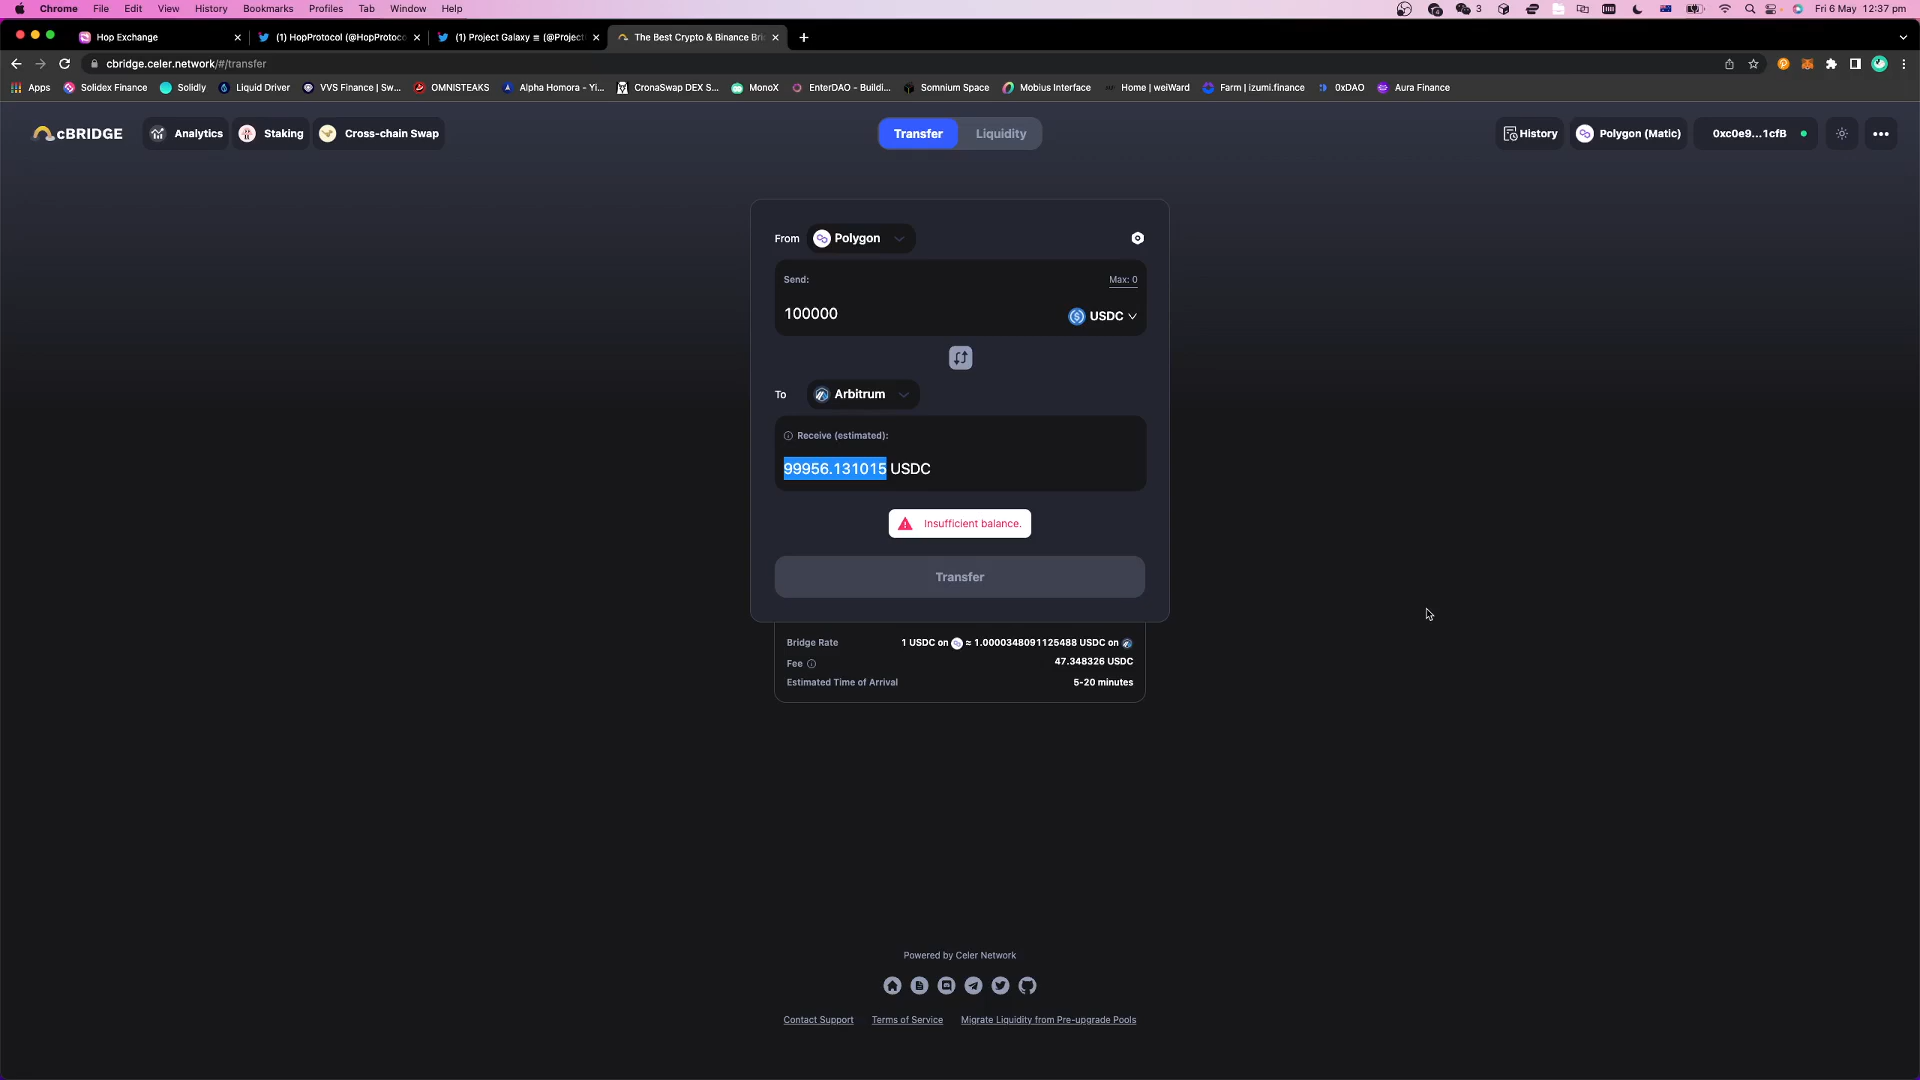 Chrome File Edit View History Bookmarks Profiles Tab Window Help 3 Fri 6 May 12:37 pm
Hop Exchange (1) HopProtocol (@HopProtoco (1) Project Galaxy (@Project The Best Crypto & Binance Bri
cbridge.celer.network/#/transfer
Apps Solidex Finance Solidly Liquid Driver VVS Finance | Sw... OMNISTEAKS Alpha Homora - Yi... CronaSwap DEX S... MonoX EnterDAO - Buildi... Somnium Space Mobius Interface Home | weiWard Farm | izumi.finance 0xDAO Aura Finance
cBRIDGE Analytics Staking Cross-chain Swap Transfer Liquidity History Polygon (Matic) 0xc0e9...1cfB
From Polygon
Send: Max: 0
100000 USDC
To Arbitrum
Receive (estimated):
99956.131015 USDC
Insufficient balance.
Transfer
Bridge Rate 1 USDC on ≈ 1.0000348091125488 USDC on
Fee 47.348326 USDC
Estimated Time of Arrival 5-20 minutes
Powered by Celer Network
Contact Support Terms of Service Migrate Liquidity from Pre-upgrade Pools